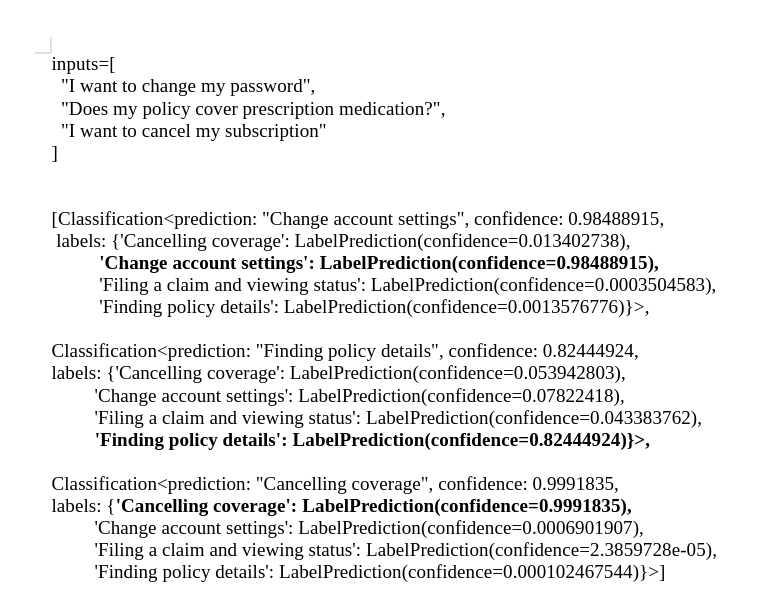 inputs=[
"I want to change my password",
"Does my policy cover prescription medication?",
"I want to cancel my subscription"
]
[Classification<prediction: "Change account settings", confidence: 0.98488915,
labels: {'Cancelling coverage': LabelPrediction(confidence=0.013402738),
'Change account settings': LabelPrediction(confidence=0.98488915),
'Filing a claim and viewing status': LabelPrediction(confidence=0.0003504583),
'Finding policy details': LabelPrediction(confidence=0.0013576776)}>,
Classification<prediction: "Finding policy details", confidence: 0.82444924,
labels: {'Cancelling coverage': LabelPrediction(confidence=0.053942803),
'Change account settings': LabelPrediction(confidence=0.07822418),
'Filing a claim and viewing status': LabelPrediction(confidence=0.043383762),
'Finding policy details': LabelPrediction(confidence=0.82444924)}>,
Classification<prediction: "Cancelling coverage", confidence: 0.9991835,
labels: {'Cancelling coverage': LabelPrediction(confidence=0.9991835),
'Change account settings': LabelPrediction(confidence=0.0006901907),
'Filing a claim and viewing status': LabelPrediction(confidence=2.3859728e-05),
'Finding policy details': LabelPrediction(confidence=0.000102467544)}>]